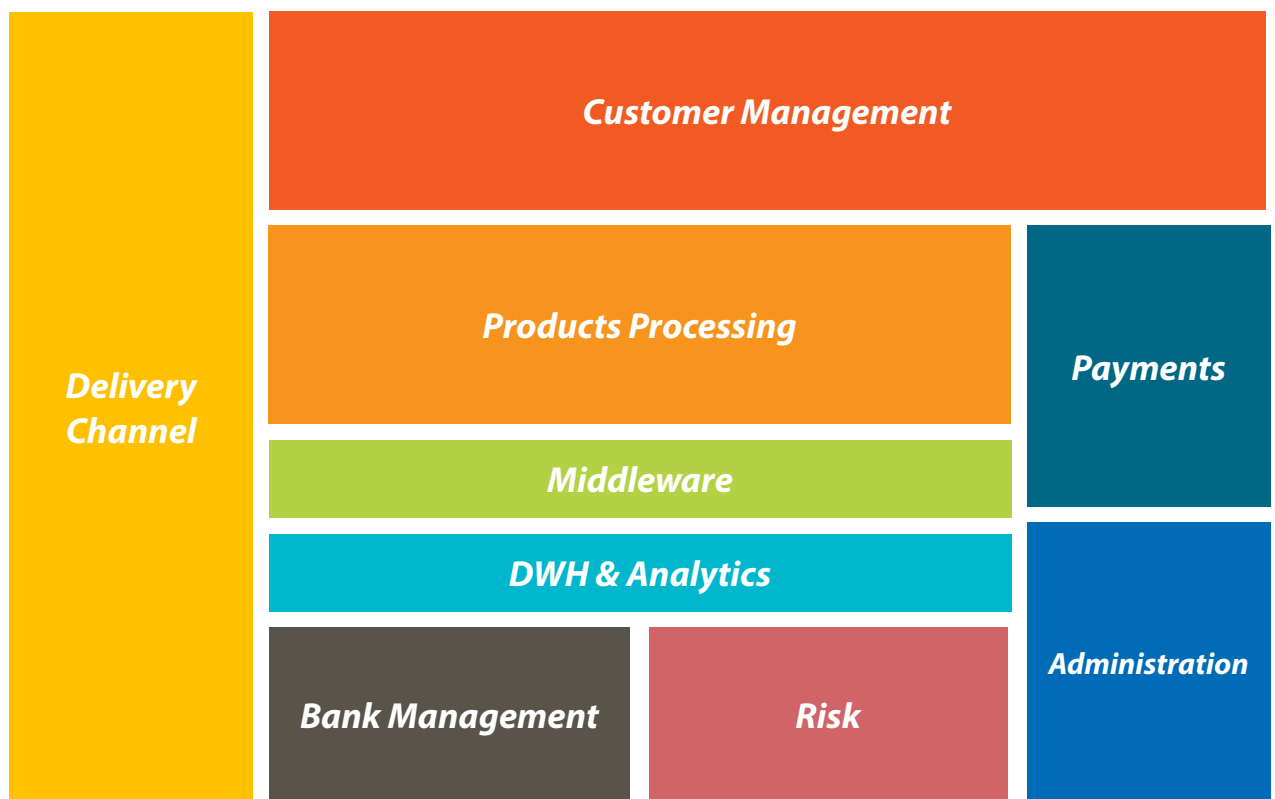 Customer Management
Products Processing
Payments
Delivery
Channel
Middleware
DWH & Analytics
Administration
Bank Management
Risk